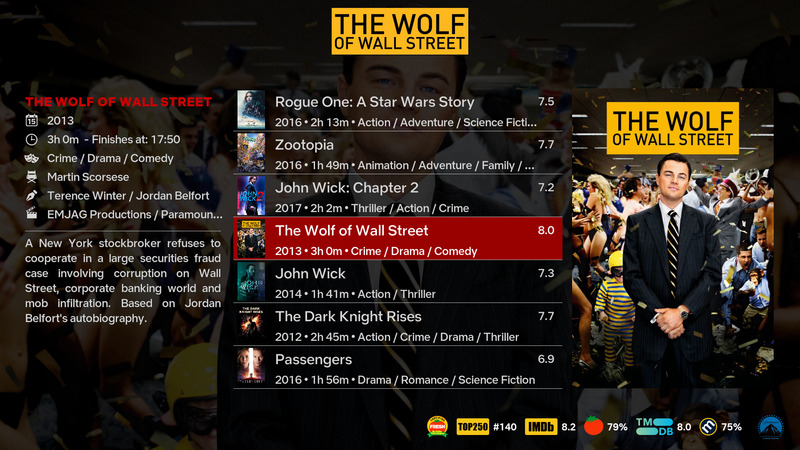 THE WOLF
OF WALL STREET
THE WOLF OF WALL STREET
15 2013
3h 0m - Finishes at: 17:50
Crime / Drama / Comedy
Martin Scorsese
Terence Winter / Jordan Belfort
EMJAG Productions / Paramoun...
A New York stockbroker refuses to
cooperate in a large securities fraud
case involving corruption on Wall
Street, corporate banking world and
mob infiltration. Based on Jordan
Belfort's autobiography.
Rogue One: A Star Wars Story 7.5
2016 • 2h 13m • Action / Adventure / Science Ficti...
Zootopia 7.7
2016 • 1h 49m • Animation / Adventure / Family / ...
John Wick: Chapter 2 7.2
2017 • 2h 2m • Thriller / Action / Crime
The Wolf of Wall Street 8.0
2013 • 3h 0m • Crime / Drama / Comedy
John Wick 7.3
2014 • 1h 41m • Action / Thriller
The Dark Knight Rises 7.7
2012 • 2h 45m • Action / Crime / Drama / Thriller
Passengers 6.9
2016 • 1h 56m • Drama / Romance / Science Fiction
THE WOLF
OF WALL STREET
FRESH TOP250 #140 IMDb 8.2 79% TMDB 8.0 75%